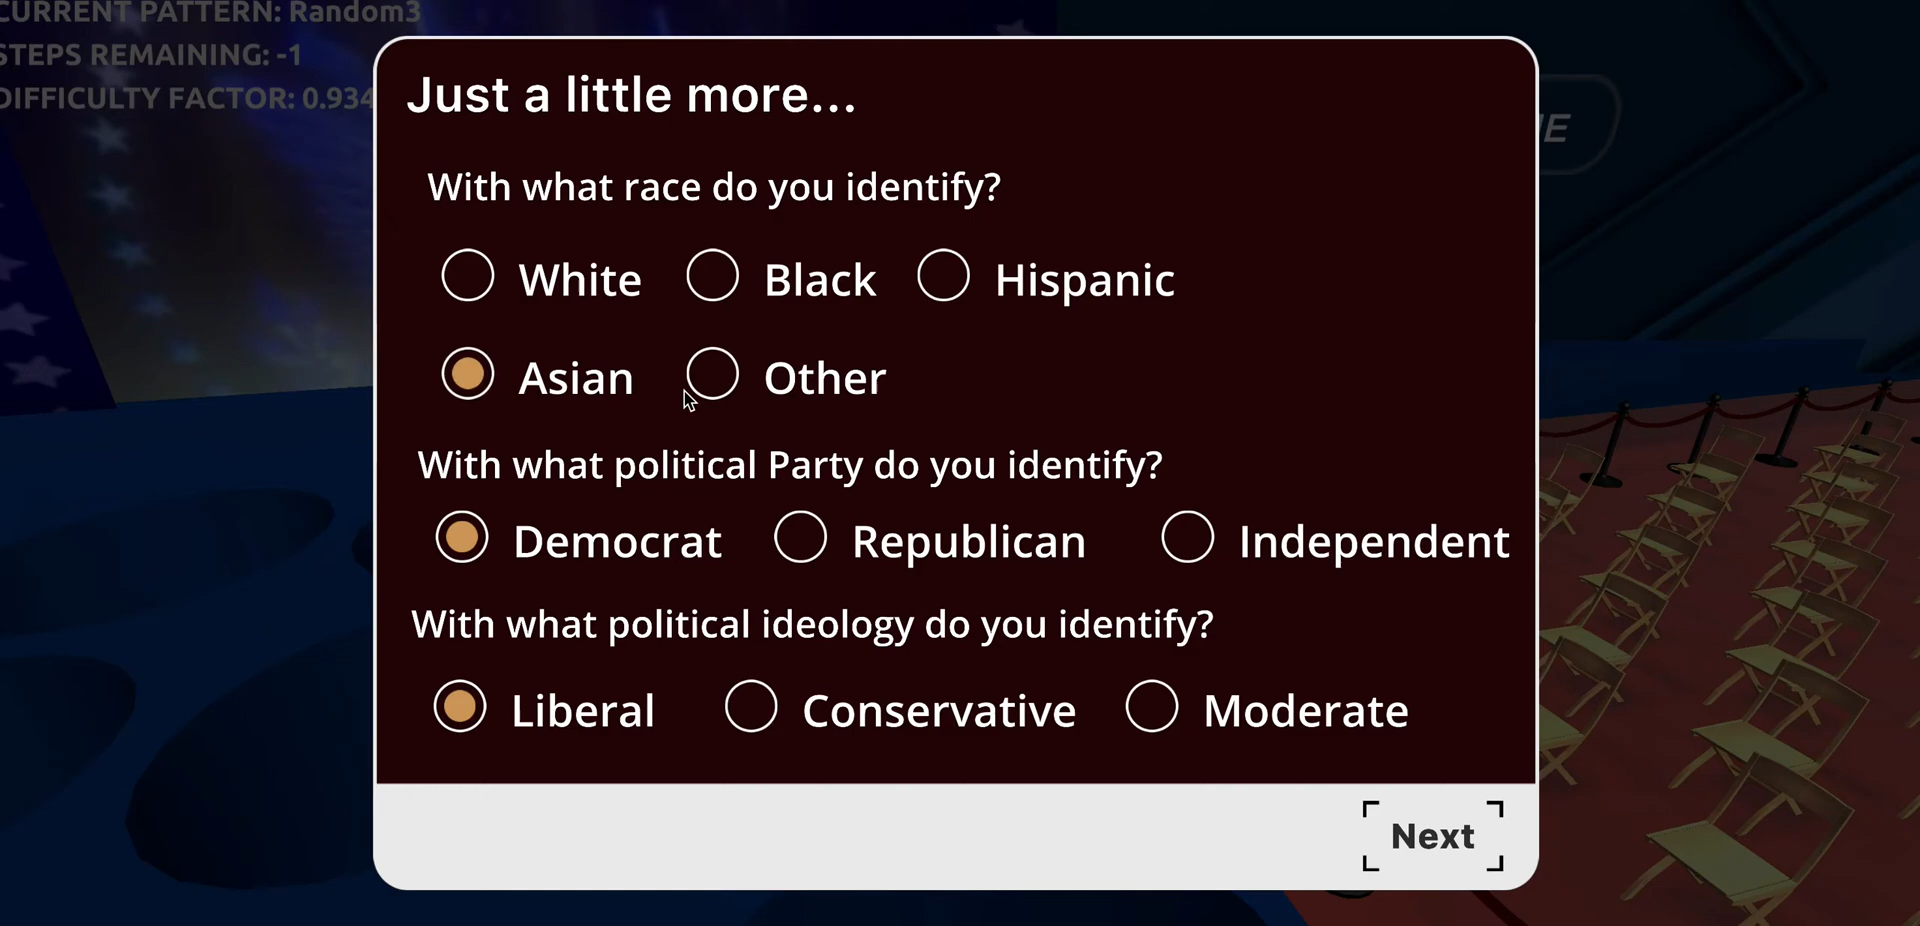 CURRENT PATTERN: Random3
STEPS REMAINING: -1
DIFFICULTY FACTOR: 0.934
Just a little more...
With what race do you identify?
White Black Hispanic
Asian Other
With what political Party do you identify?
Democrat Republican Independent
With what political ideology do you identify?
Liberal Conservative Moderate
Next